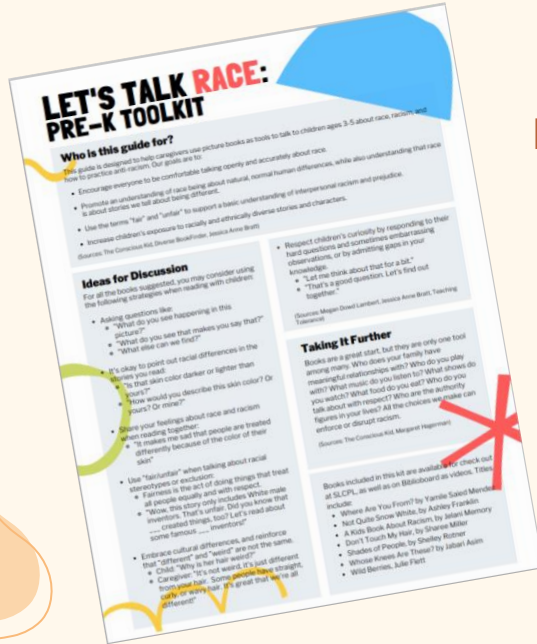 LET'S TALK RACE:
PRE-K TOOLKIT
Who is this guide for?
This guide is designed to help caregivers use picture books as tools to talk to children ages 3-5 about race, racism and
how to practice anti-racism. Our goals are to:
• Encourage everyone to be comfortable talking openly and accurately about race.
• Promote an understanding of race being about natural, normal human differences, while also understanding that race
is about stories we tell about being different.
• Use the terms "fair" and "unfair" to support a basic understanding of interpersonal racism and prejudice.
• Increase children's exposure to racially and ethnically diverse stories and characters.
(Sources: The Conscious Kid, Diverse BookFinder, Jessica Anne Bratt)
Ideas for Discussion
For all the books suggested, you may consider using
the following strategies when reading with children
• Asking questions like:
"What do you see happening in this
picture?"
"What do you see that makes you say that?"
"What else can we find?"
• It's okay to point out racial differences in the
stories you read:
"Is that skin color darker or lighter than
yours?"
"How would you describe this skin color? Or
yours? Or mine?"
• Share your feelings about race and racism
when reading together:
"It makes me sad that people are treated
differently because of the color of their
skin"
• Use "fair/unfair" when talking about racial
stereotypes or exclusion:
Fairness is the act of doing things that treat
all people equally and with respect.
"Wow, this story only includes White male
inventors. That's unfair. Did you know that
___ created things, too? Let's read about
some famous ___ inventors!"
• Embrace cultural differences, and reinforce
that "different" and "weird" are not the same.
Child: "Why is her hair weird?"
Caregiver: "It's not weird, it's just different
from your hair. Some people have straight,
curly, or wavy hair. It's great that we're all
different!"
• Respect children's curiosity by responding to their
hard questions and sometimes embarrassing
observations, or by admitting gaps in your
knowledge.
"Let me think about that for a bit."
"That's a good question. Let's find out
together."
(Sources: Megan Dowd Lambert, Jessica Anne Bratt, Teaching
Tolerance)
Taking It Further
Books are a great start, but they are only one tool
among many. Who does your family have
meaningful relationships with? Who do you play
with? What music do you listen to? What shows do
you watch? What food do you eat? Who do you
talk about with respect? Who are the authority
figures in your lives? All the choices we make can
enforce or disrupt racism.
(Sources: The Conscious Kid, Margaret Hagerman)
Books included in this kit are available for check out
at SLCPL, as well on Biblioboard as videos. Titles
include:
• Where Are You From? by Yamile Saied Méndez
• Not Quite Snow White, by Ashley Franklin
• A Kids Book About Racism, by Jelani Memory
• Don't Touch My Hair, by Sharee Miller
• Shades of People, by Shelley Rotner
• Whose Knees Are These? by Jabari Asim
• Wild Berries, Julie Flett